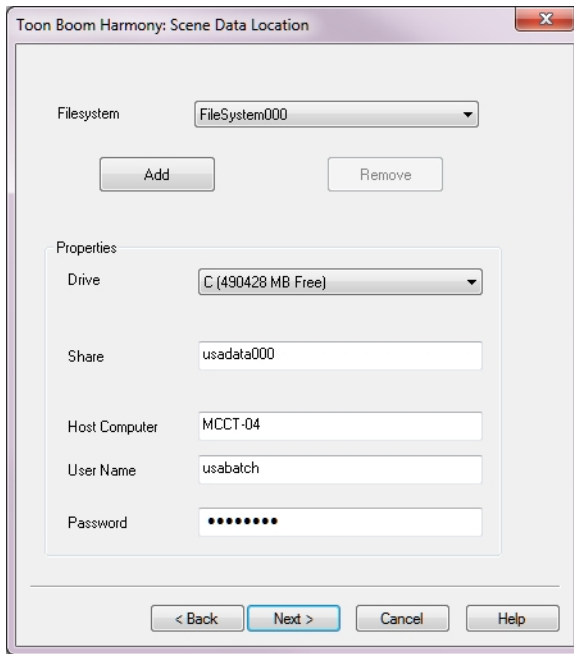 Toon Boom Harmony: Scene Data Location
Filesystem FileSystem000
Add Remove
Properties
Drive C (490428 MB Free)
Share usadata000
Host Computer MCCT-04
User Name usabatch
Password ••••••••
< Back Next > Cancel Help